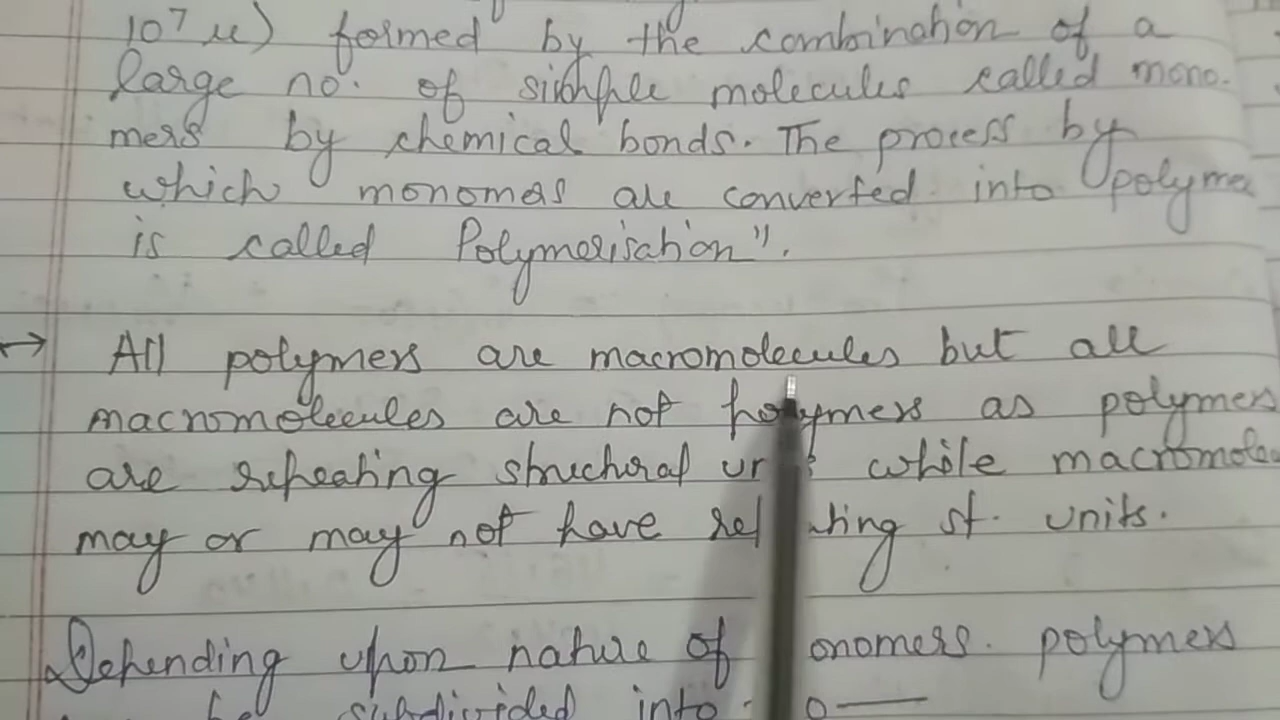 10⁷ u) formed by the combination of a
large no. of simple molecules called mono.
mers by chemical bonds. The process by
which monomers are converted into polyme
is called Polymerisation".
→ All polymers are macromolecules but all
macromolecules are not polymers as polymers
are repeating structural while macromole
may or may not have st. units.
Depending upon nature of polymers
subdivided into